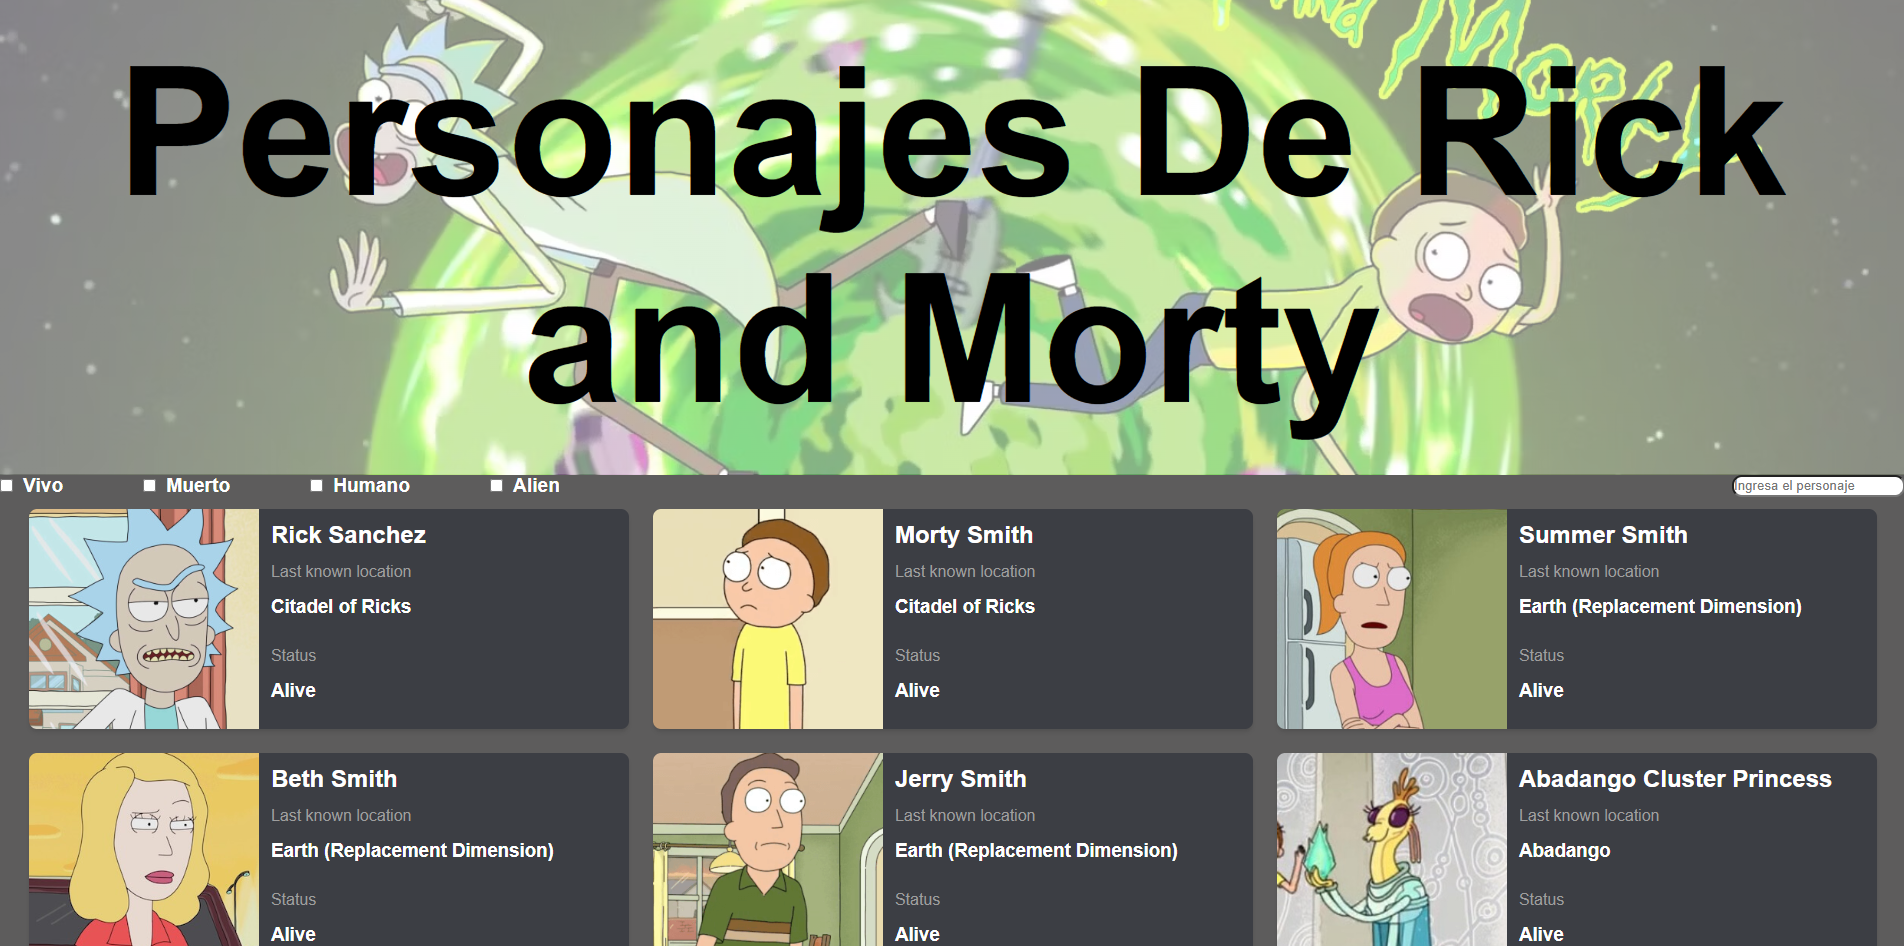 and Morty
Personajes De Rick
and Morty
Vivo Muerto Humano Alien Ingresa el personaje
Rick Sanchez
Last known location
Citadel of Ricks
Status
Alive
Morty Smith
Last known location
Citadel of Ricks
Status
Alive
Summer Smith
Last known location
Earth (Replacement Dimension)
Status
Alive
Beth Smith
Last known location
Earth (Replacement Dimension)
Status
Alive
Jerry Smith
Last known location
Earth (Replacement Dimension)
Status
Alive
Abadango Cluster Princess
Last known location
Abadango
Status
Alive